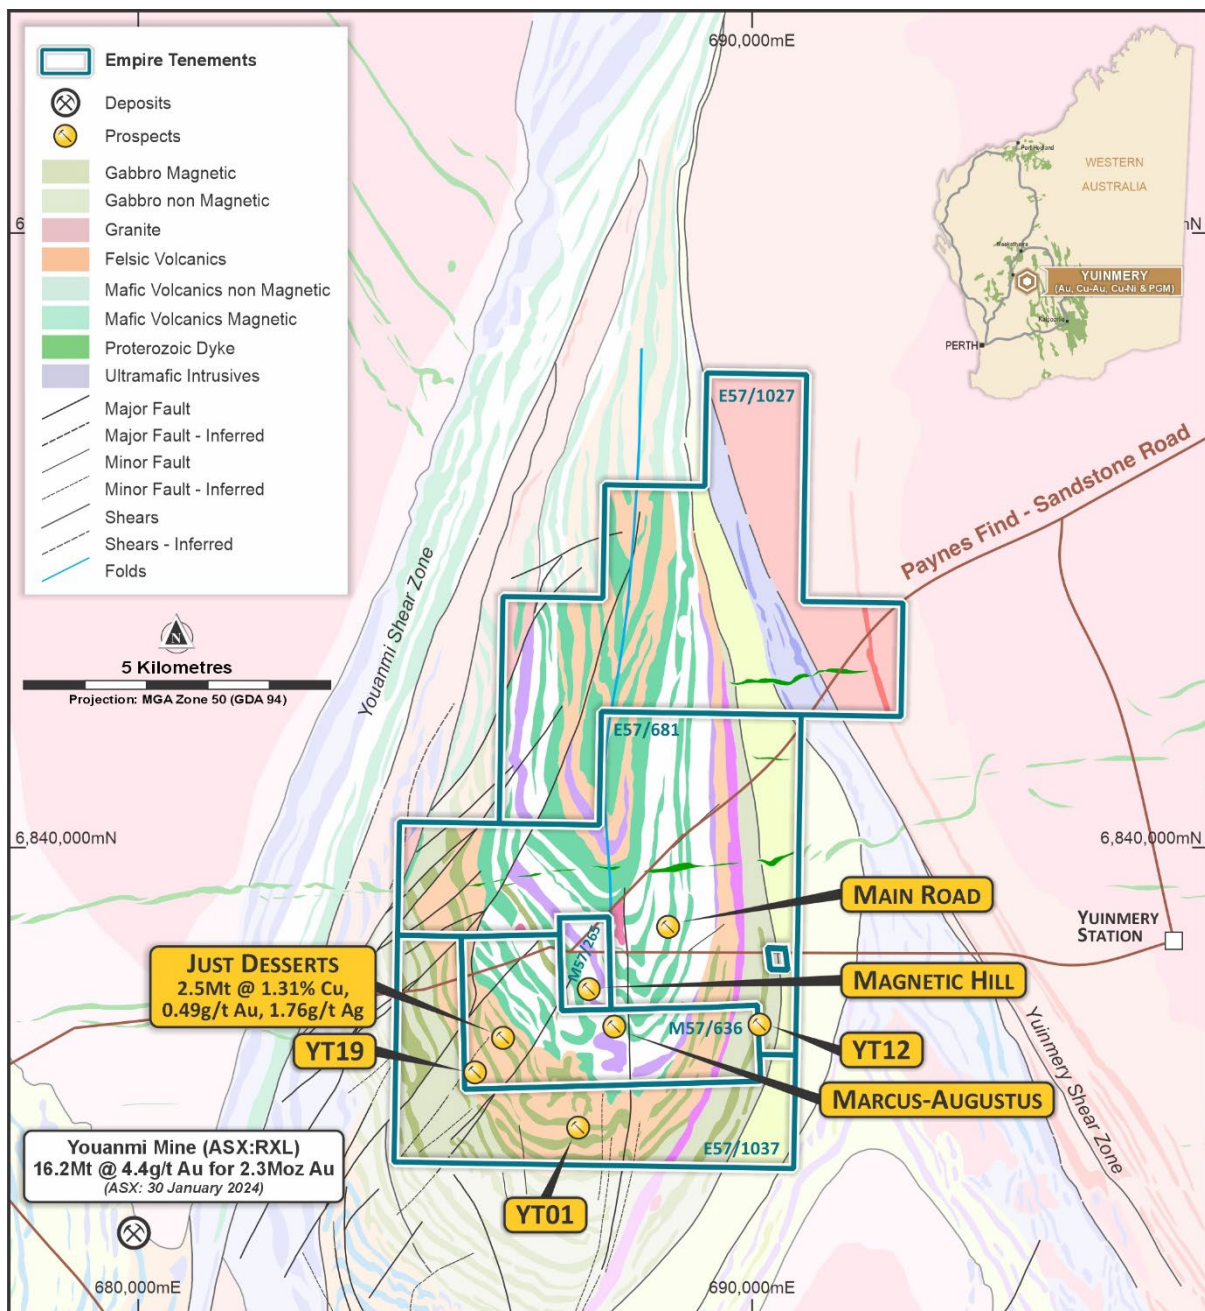 Empire Tenements
Deposits
Prospects
Gabbro Magnetic
Gabbro non Magnetic
Granite
Felsic Volcanics
Mafic Volcanics non Magnetic
Mafic Volcanics Magnetic
Proterozoic Dyke
Ultramafic Intrusives
Major Fault
Major Fault - Inferred
Minor Fault
Minor Fault - Inferred
Shears
Shears - Inferred
Folds
N
5 Kilometres
Projection: MGA Zone 50 (GDA 94)
690,000mE
WESTERN
AUSTRALIA
YUINMERY
(Au, Cu-Au, Cu-Ni & PGM)
PERTH
E57/1027
Paynes Find - Sandstone Road
Youanmi Shear Zone
E57/681
6,840,000mN
6,840,000mN
MAIN ROAD
YUINMERY
STATION
M57/265
JUST DESSERTS
2.5Mt @ 1.31% Cu,
0.49g/t Au, 1.76g/t Ag
MAGNETIC HILL
M57/636
YT19
YT12
MARCUS-AUGUSTUS
Yuinmery Shear Zone
E57/1037
Youanmi Mine (ASX:RXL)
16.2Mt @ 4.4g/t Au for 2.3Moz Au
(ASX: 30 January 2024)
YT01
680,000mE
690,000mE